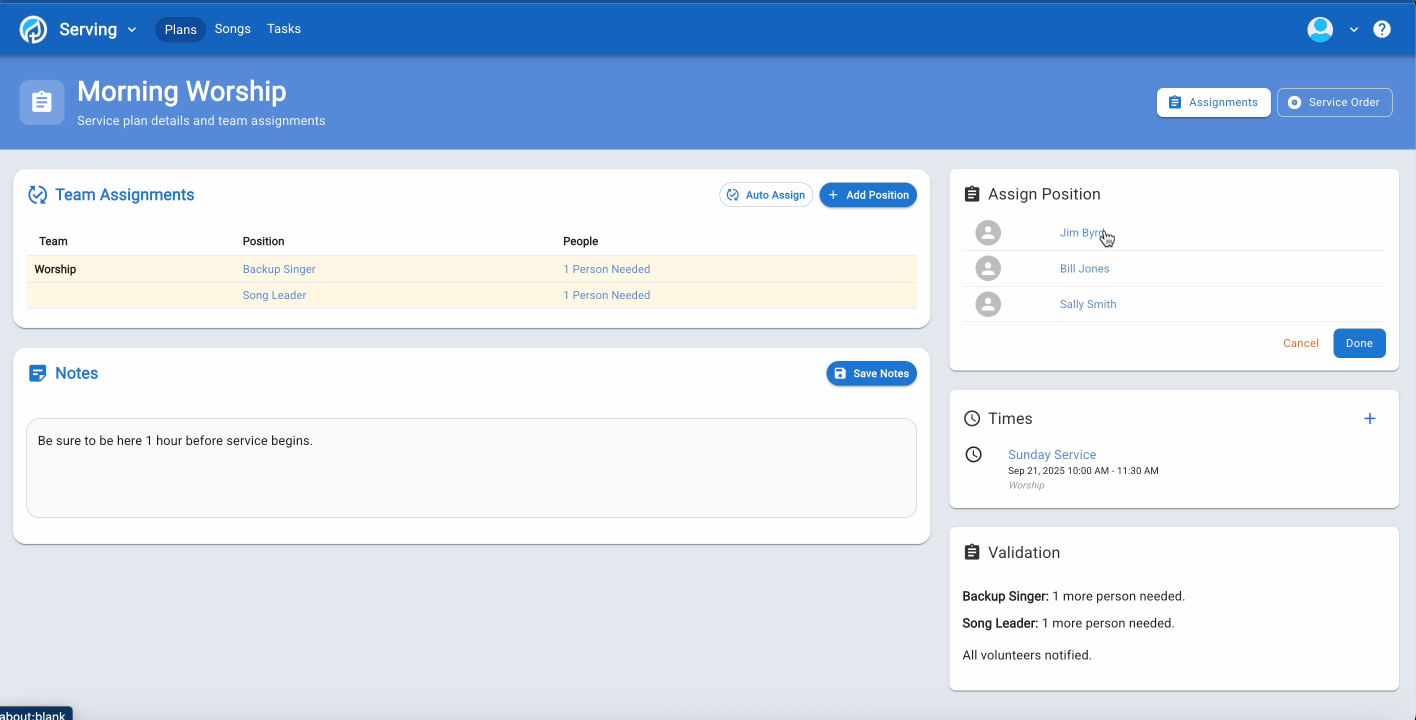 Serving
Plans
Songs
Tasks
Morning Worship
Service plan details and team assignments
Assignments
Service Order
Team Assignments
Auto Assign
Add Position
Team Position People
Worship Backup Singer 1 Person Needed
Song Leader 1 Person Needed
Notes
Save Notes
Be sure to be here 1 hour before service begins.
Assign Position
Jim Byrd
Bill Jones
Sally Smith
Cancel
Done
Times
Sunday Service
Sep 21, 2025 10:00 AM - 11:30 AM
Worship
Validation
Backup Singer: 1 more person needed.
Song Leader: 1 more person needed.
All volunteers notified.
about:blank